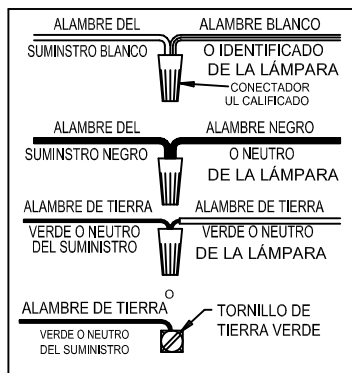 ALAMBRE DEL ALAMBRE BLANCO
SUMINSTRO BLANCO O IDENTIFICADO
DE LA LÁMPARA
CONECTADOR
UL CALIFICADO
ALAMBRE DEL ALAMBRE NEGRO
SUMINSTRO NEGRO O NEUTRO
DE LA LÁMPARA
ALAMBRE DE TIERRA ALAMBRE DE TIERRA
VERDE O NEUTRO VERDE O NEUTRO
DEL SUMINISTRO DE LA LÁMPARA
O
ALAMBRE DE TIERRA TORNILLO DE
TIERRA VERDE
VERDE O NEUTRO
DEL SUMINISTRO